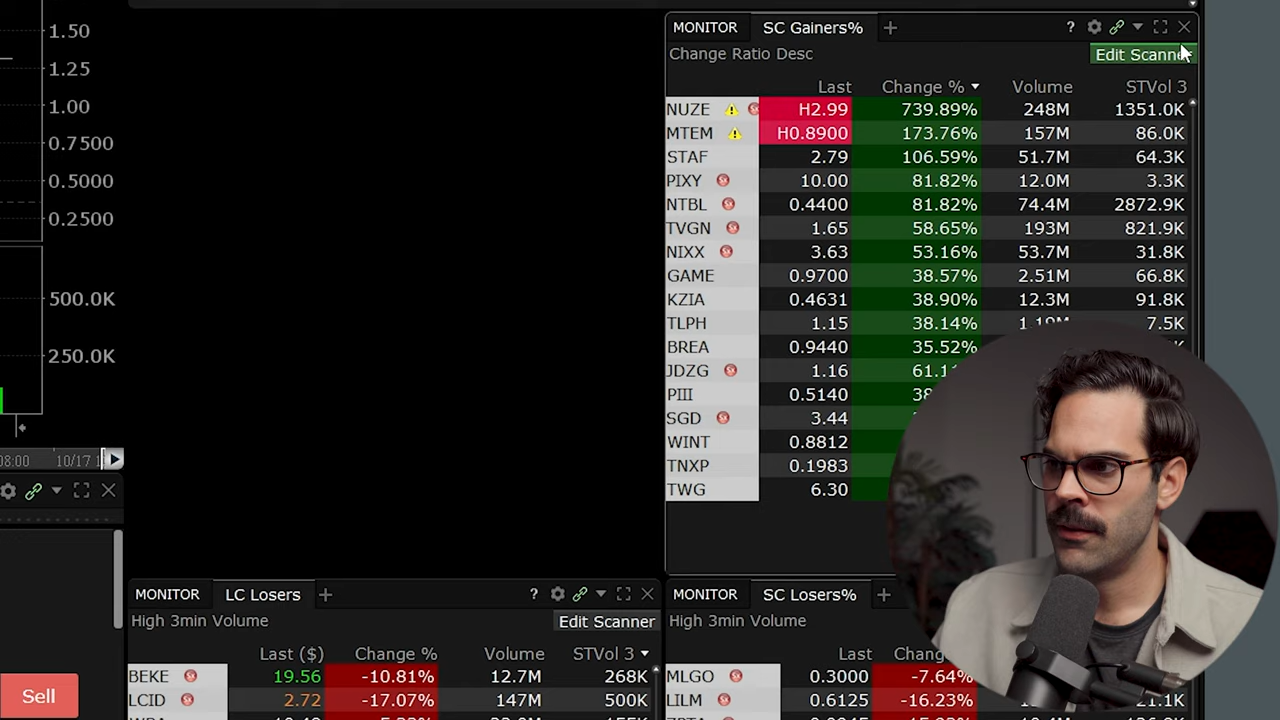 1.50
1.25
1.00
0.7500
0.5000
0.2500
500.0K
250.0K
08:00 10/17
Sell
MONITOR SC Gainers% + ?
Change Ratio Desc Edit Scanner
Last Change % Volume STVol 3
NUZE H2.99 739.89% 248M 1351.0K
MTEM H0.8900 173.76% 157M 86.0K
STAF 2.79 106.59% 51.7M 64.3K
PIXY 10.00 81.82% 12.0M 3.3K
NTBL 0.4400 81.82% 74.4M 2872.9K
TVGN 1.65 58.65% 193M 821.9K
NIXX 3.63 53.16% 53.7M 31.8K
GAME 0.9700 38.57% 2.51M 66.8K
KZIA 0.4631 38.90% 12.3M 91.8K
TLPH 1.15 38.14% 7.5K
BREA 0.9440 35.52%
JDZG 1.16
PIII 0.5140
SGD 3.44
WINT 0.8812
TNXP 0.1983
TWG 6.30
MONITOR LC Losers + ?
High 3min Volume Edit Scanner
Last ($) Change % Volume STVol 3
BEKE 19.56 -10.81% 12.7M 268K
LCID 2.72 -17.07% 147M 500K
MONITOR SC Losers% +
High 3min Volume
Last
MLGO 0.3000 -7.64%
LILM 0.6125 -16.23% 21.1K